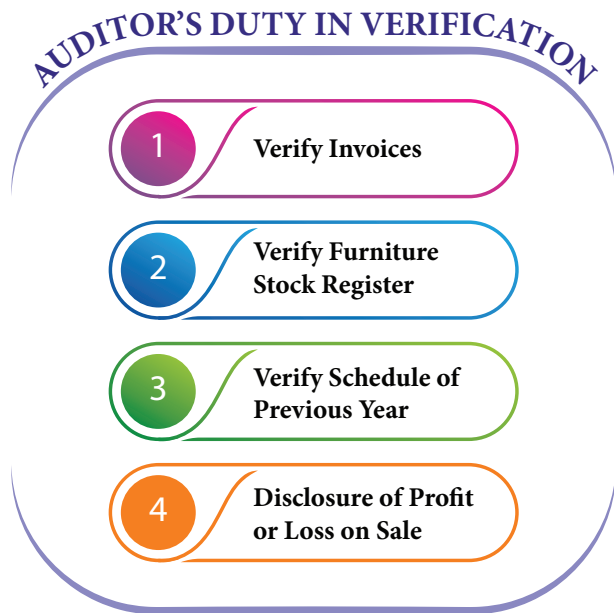 AUDITOR'S DUTY IN VERIFICATION
1
Verify Invoices
2
Verify Furniture
Stock Register
3
Verify Schedule of
Previous Year
4
Disclosure of Profit
or Loss on Sale